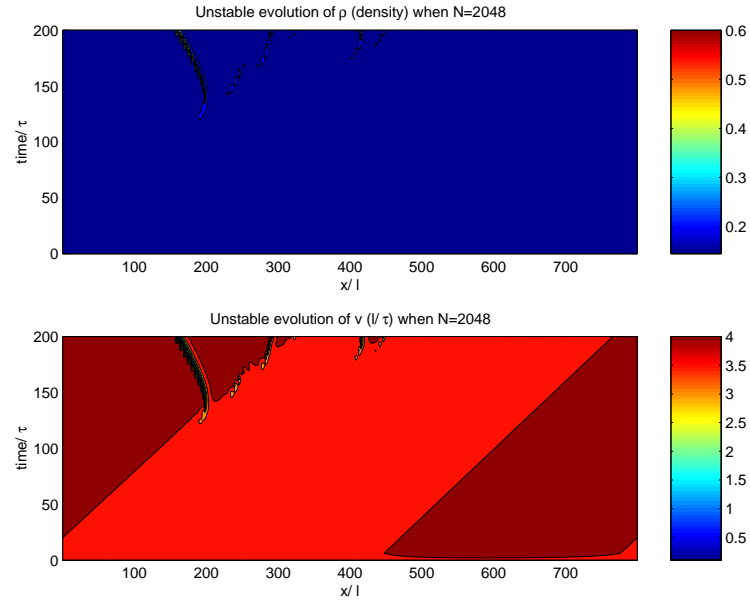 Unstable evolution of ρ (density) when N=2048
200
150
100
50
0
time/ τ
100 200 300 400 500 600 700
x/ l
0.6
0.5
0.4
0.3
0.2
Unstable evolution of v (l/ τ) when N=2048
200
150
100
50
0
time/ τ
100 200 300 400 500 600 700
x/ l
4
3.5
3
2.5
2
1.5
1
0.5